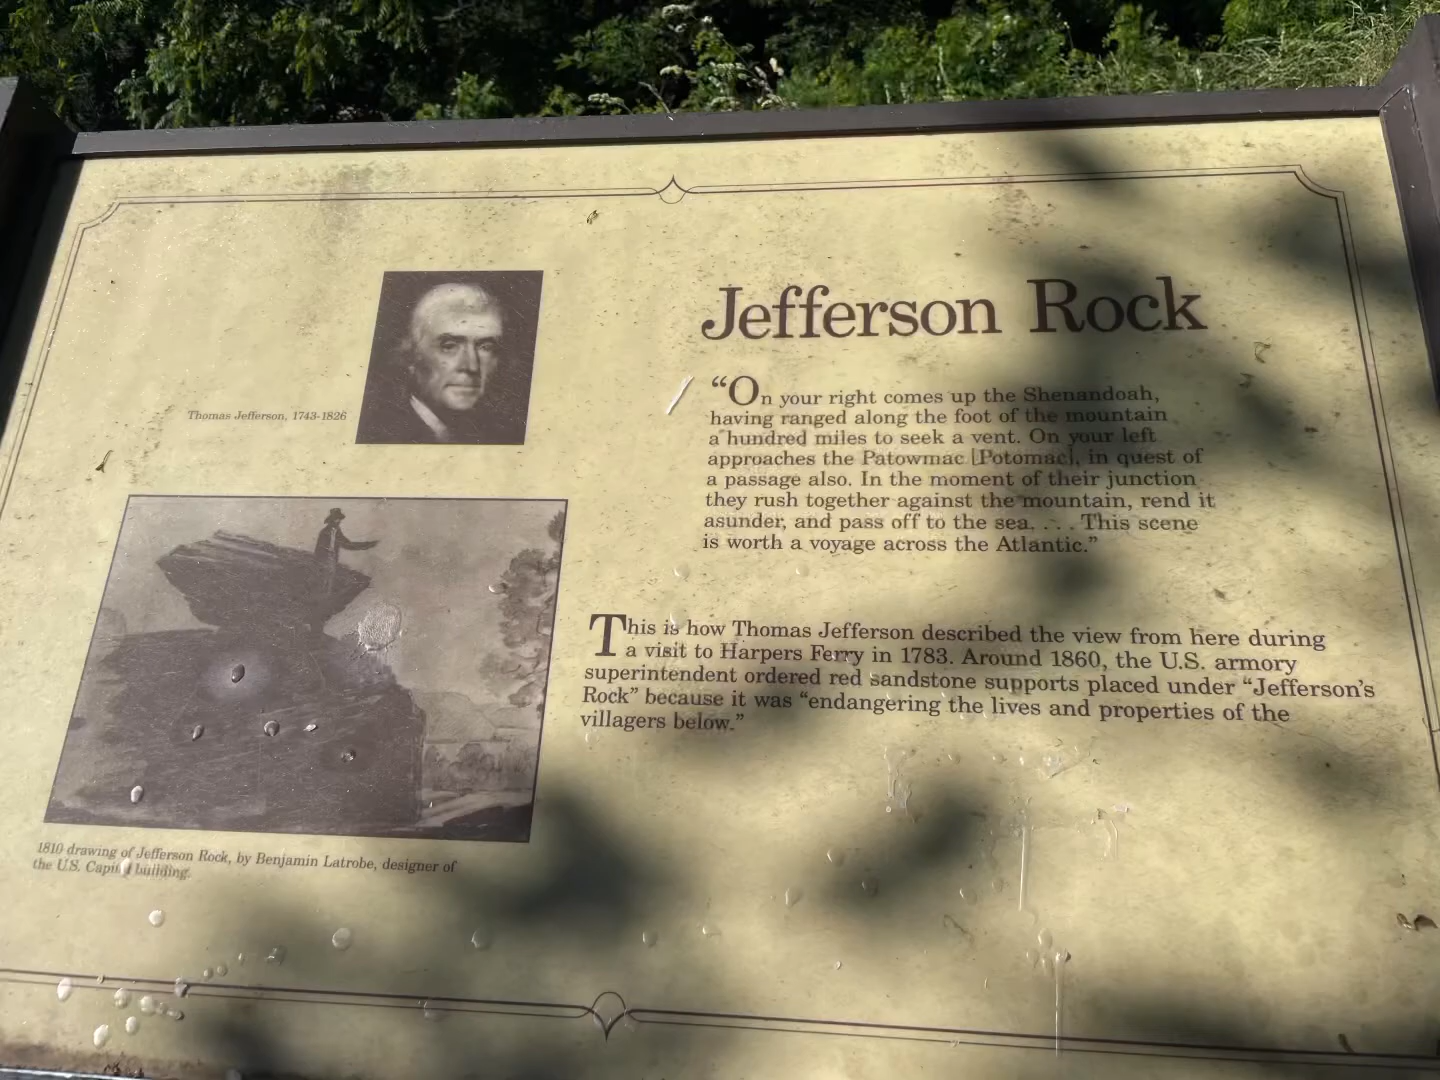 Jefferson Rock
Thomas Jefferson, 1743-1826
“On your right comes up the Shenandoah,
having ranged along the foot of the mountain
a hundred miles to seek a vent. On your left
approaches the Patowmac [Potomac], in quest of
a passage also. In the moment of their junction
they rush together against the mountain, rend it
asunder, and pass off to the sea. . . . This scene
is worth a voyage across the Atlantic.”
This is how Thomas Jefferson described the view from here during
a visit to Harpers Ferry in 1783. Around 1860, the U.S. armory
superintendent ordered red sandstone supports placed under “Jefferson’s
Rock” because it was “endangering the lives and properties of the
villagers below.”
1810 drawing of Jefferson Rock, by Benjamin Latrobe, designer of
the U.S. Capitol building.